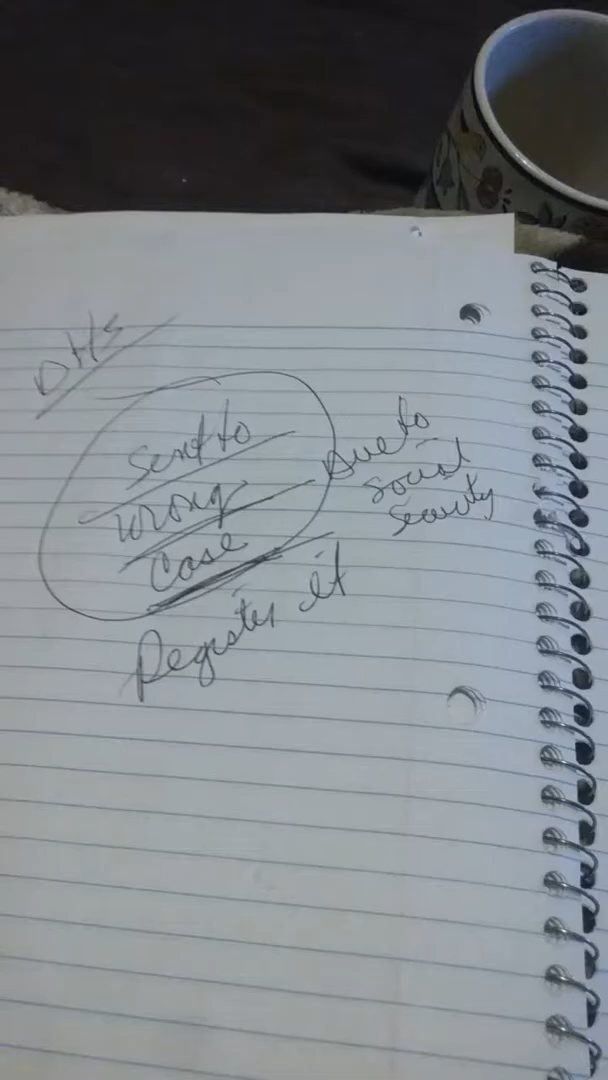 DHS
Sent to
wrong
Case
Due to
Social
Security
Register it